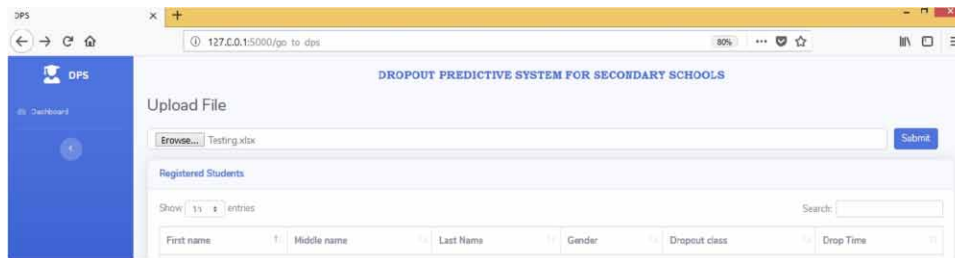 DPS
127.0.0.1:5000/go to dps
80%
DPS
DROPOUT PREDICTIVE SYSTEM FOR SECONDARY SCHOOLS
Dashboard
Upload File
Browse... Testing.xlsx
Submit
Registered Students
Show 10 entries
Search:
First name Middle name Last Name Gender Dropout class Drop Time